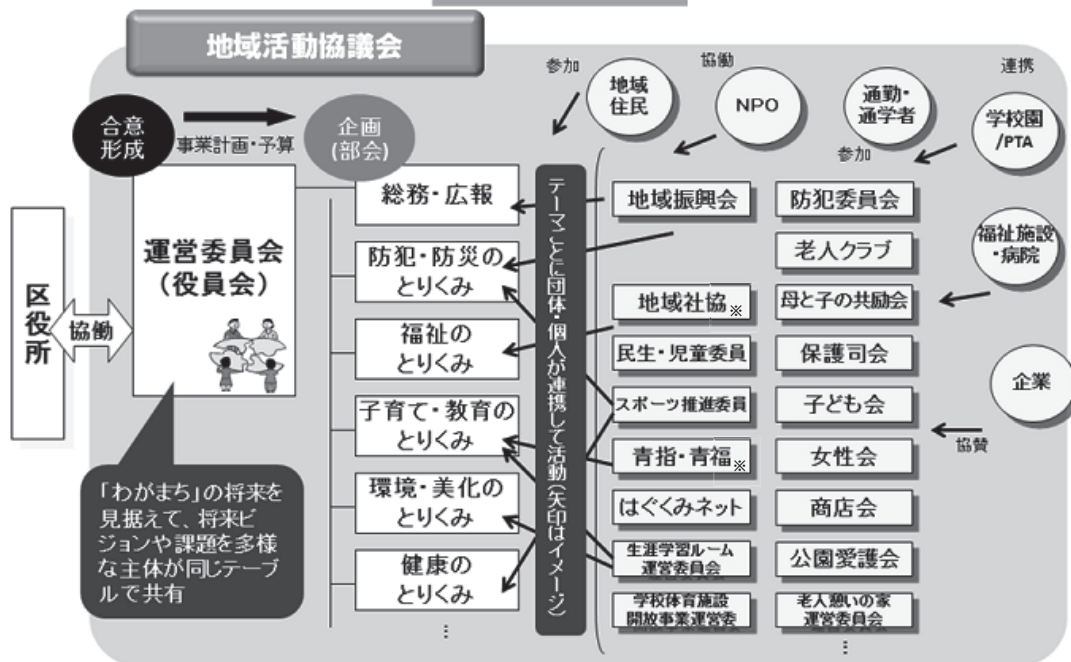 地域活動協議会
合意
形成
事業計画・予算
企画
(部会)
参加
地域
住民
協働
NPO
通勤・
通学者
参加
連携
学校園
/PTA
福祉施設
・病院
企業
協賛
区役所
協働
運営委員会
(役員会)
「わがまち」の将来を
見据えて、将来ビ
ジョンや課題を多様
な主体が同じテーブ
ルで共有
総務・広報
防犯・防災の
とりくみ
福祉の
とりくみ
子育て・教育の
とりくみ
環境・美化の
とりくみ
健康の
とりくみ
⋮
テーマごとに団体・個人が連携して活動(矢印はイメージ)
地域振興会
地域社協※
民生・児童委員
スポーツ推進委員
青指・青福※
はぐくみネット
生涯学習ルーム
運営委員会
学校体育施設
開放事業運営委
防犯委員会
老人クラブ
母と子の共励会
保護司会
子ども会
女性会
商店会
公園愛護会
老人憩いの家
運営委員会
⋮